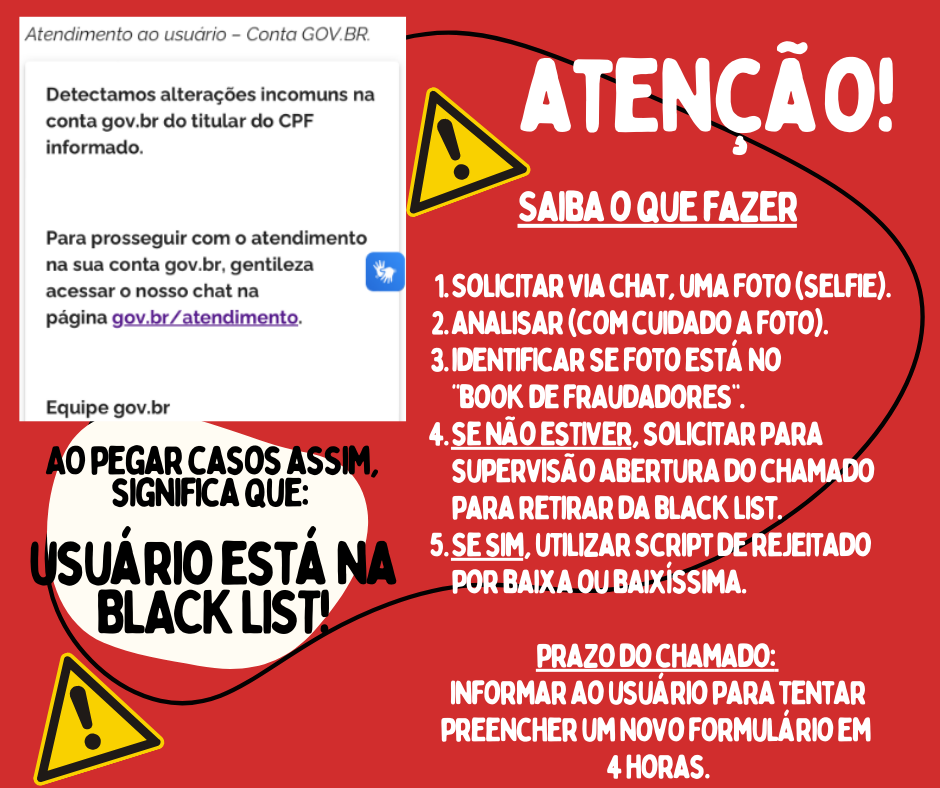 Atendimento ao usuário – Conta GOV.BR.
Detectamos alterações incomuns na
conta gov.br do titular do CPF
informado.
Para prosseguir com o atendimento
na sua conta gov.br, gentileza
acessar o nosso chat na
página gov.br/atendimento.
Equipe gov.br
AO PEGAR CASOS ASSIM,
SIGNIFICA QUE:
USUÁRIO ESTÁ NA
BLACK LIST!
ATENÇÃO!
SAIBA O QUE FAZER
1. SOLICITAR VIA CHAT, UMA FOTO (SELFIE).
2. ANALISAR (COM CUIDADO A FOTO).
3. IDENTIFICAR SE FOTO ESTÁ NO
"BOOK DE FRAUDADORES".
4. SE NÃO ESTIVER, SOLICITAR PARA
SUPERVISÃO ABERTURA DO CHAMADO
PARA RETIRAR DA BLACK LIST.
5. SE SIM, UTILIZAR SCRIPT DE REJEITADO
POR BAIXA OU BAIXÍSSIMA.
PRAZO DO CHAMADO:
INFORMAR AO USUÁRIO PARA TENTAR
PREENCHER UM NOVO FORMULÁRIO EM
4 HORAS.